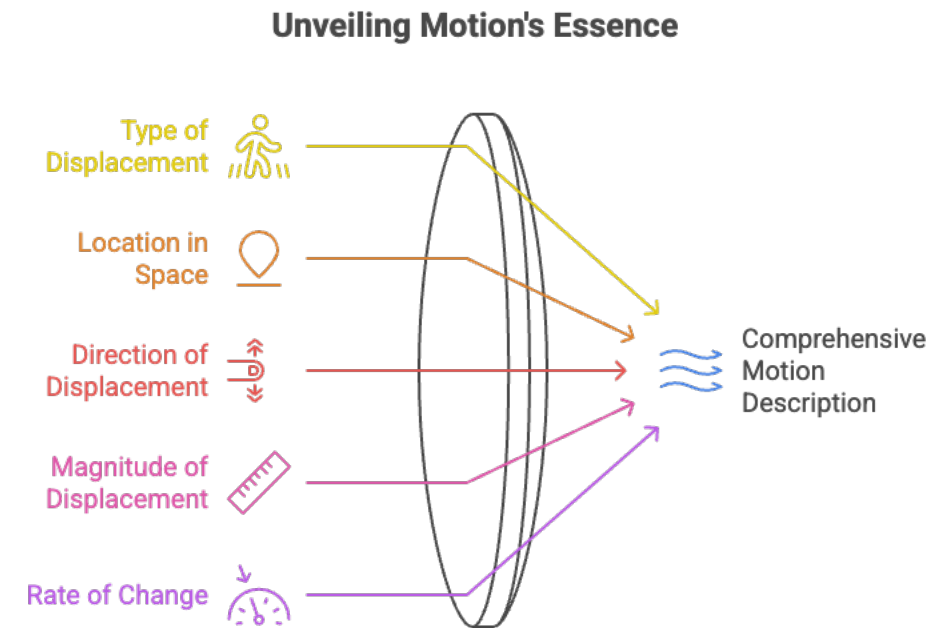 Unveiling Motion's Essence
Type of
Displacement
Location in
Space
Direction of
Displacement
Magnitude of
Displacement
Rate of Change
Comprehensive
Motion
Description